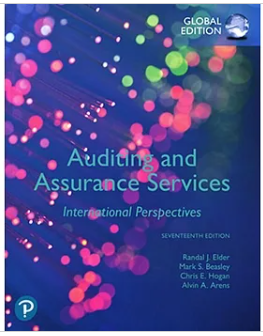 GLOBAL
EDITION
Auditing and
Assurance Services
International Perspectives
SEVENTEENTH EDITION
Randal J. Elder
Mark S. Beasley
Chris E. Hogan
Alvin A. Arens
P